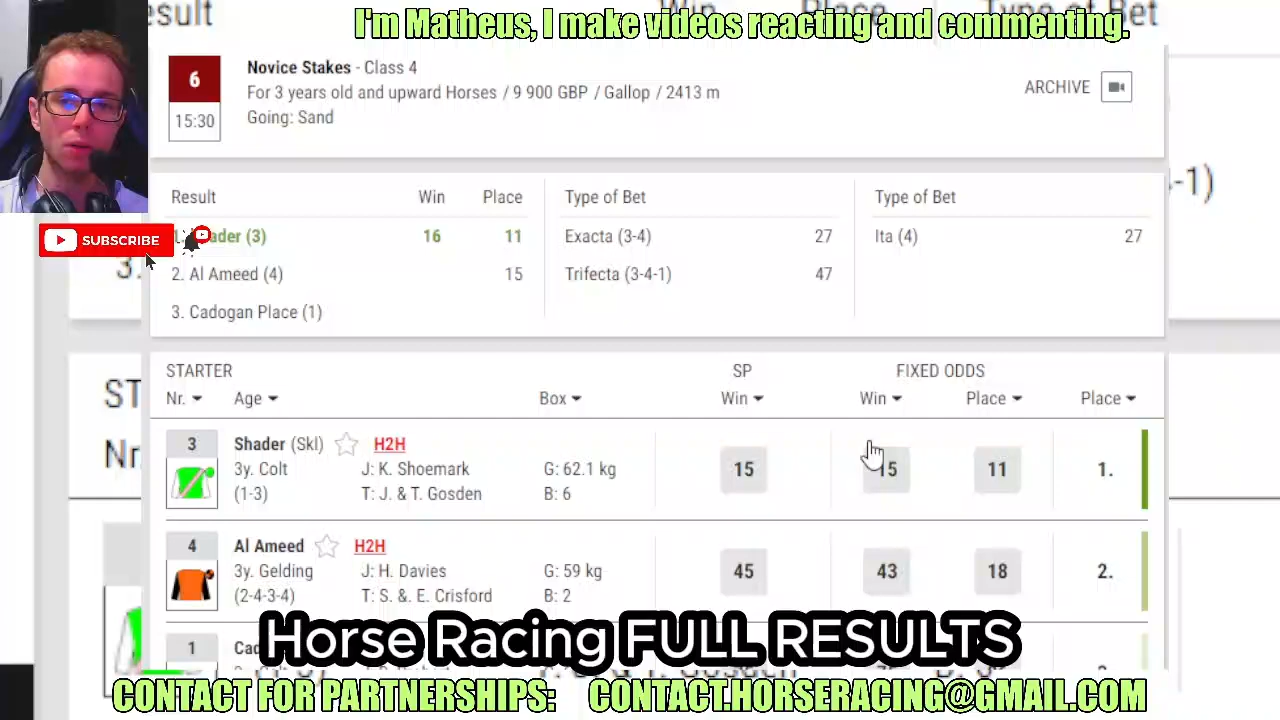 I'm Matheus, I make videos reacting and commenting.
6
15:30
Novice Stakes - Class 4
For 3 years old and upward Horses / 9 900 GBP / Gallop / 2413 m
Going: Sand
ARCHIVE
Result Win Place
ader (3) 16 11
2. Al Ameed (4) 15
3. Cadogan Place (1)
Type of Bet
Exacta (3-4) 27
Trifecta (3-4-1) 47
Type of Bet
Ita (4) 27
SUBSCRIBE
STARTER SP FIXED ODDS
Nr. Age Box Win Win Place Place
3 Shader (Skl) H2H
3y. Colt J: K. Shoemark G: 62.1 kg 15 15 11 1.
(1-3) T: J. & T. Gosden B: 6
4 Al Ameed H2H
3y. Gelding J: H. Davies G: 59 kg 45 43 18 2.
(2-4-3-4) T: S. & E. Crisford B: 2
1
Horse Racing FULL RESULTS
CONTACT FOR PARTNERSHIPS: CONTACT.HORSERACING@GMAIL.COM